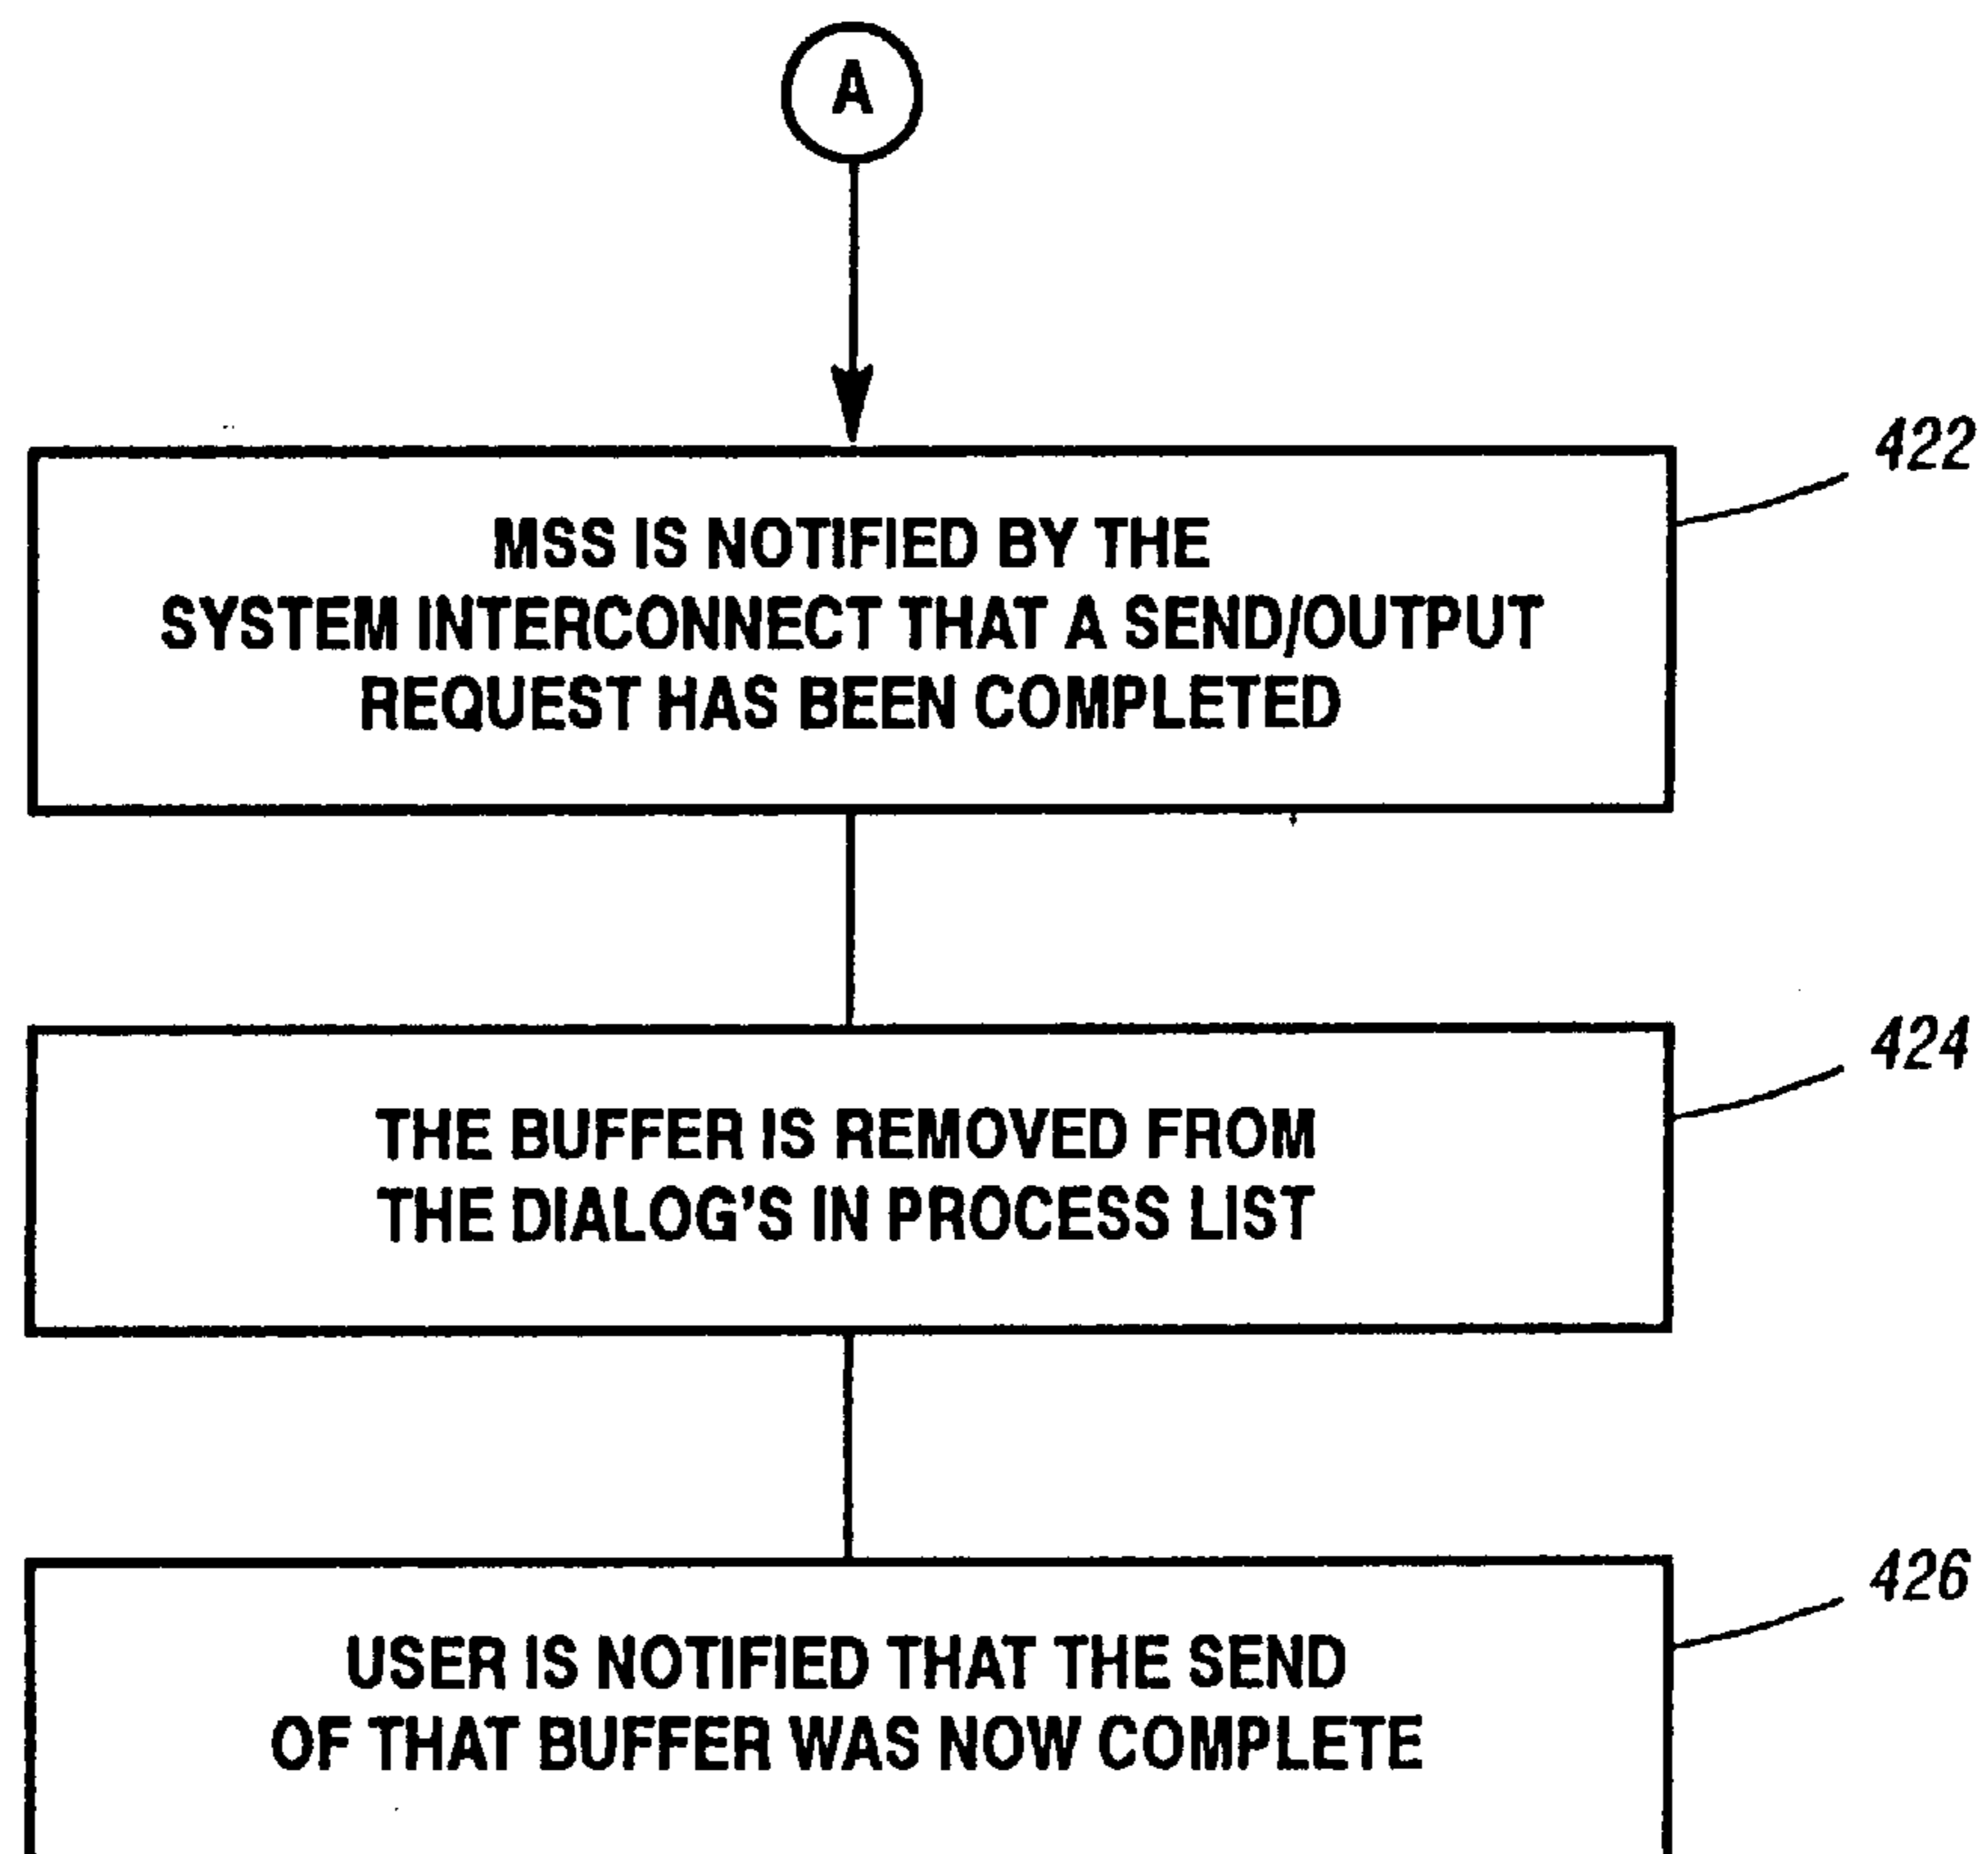 A
422
MSS IS NOTIFIED BY THE
SYSTEM INTERCONNECT THAT A SEND/OUTPUT
REQUEST HAS BEEN COMPLETED
424
THE BUFFER IS REMOVED FROM
THE DIALOG'S IN PROCESS LIST
426
USER IS NOTIFIED THAT THE SEND
OF THAT BUFFER WAS NOW COMPLETE